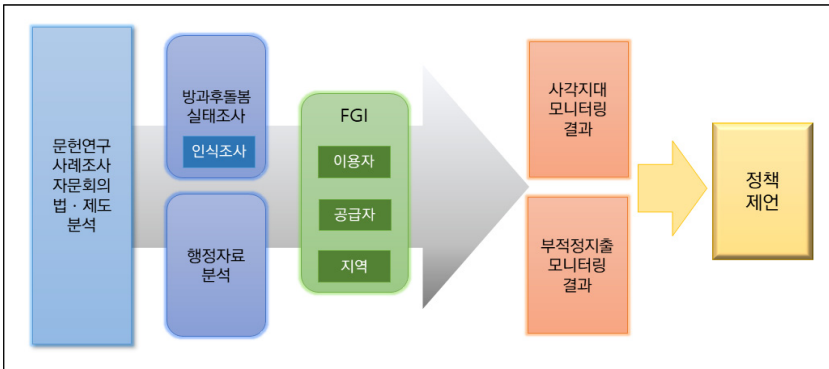 문헌연구
사례조사
자문회의
법·제도
분석
방과후돌봄
실태조사
인식조사
행정자료
분석
FGI
이용자
공급자
지역
사각지대
모니터링
결과
부적정지출
모니터링
결과
정책
제언